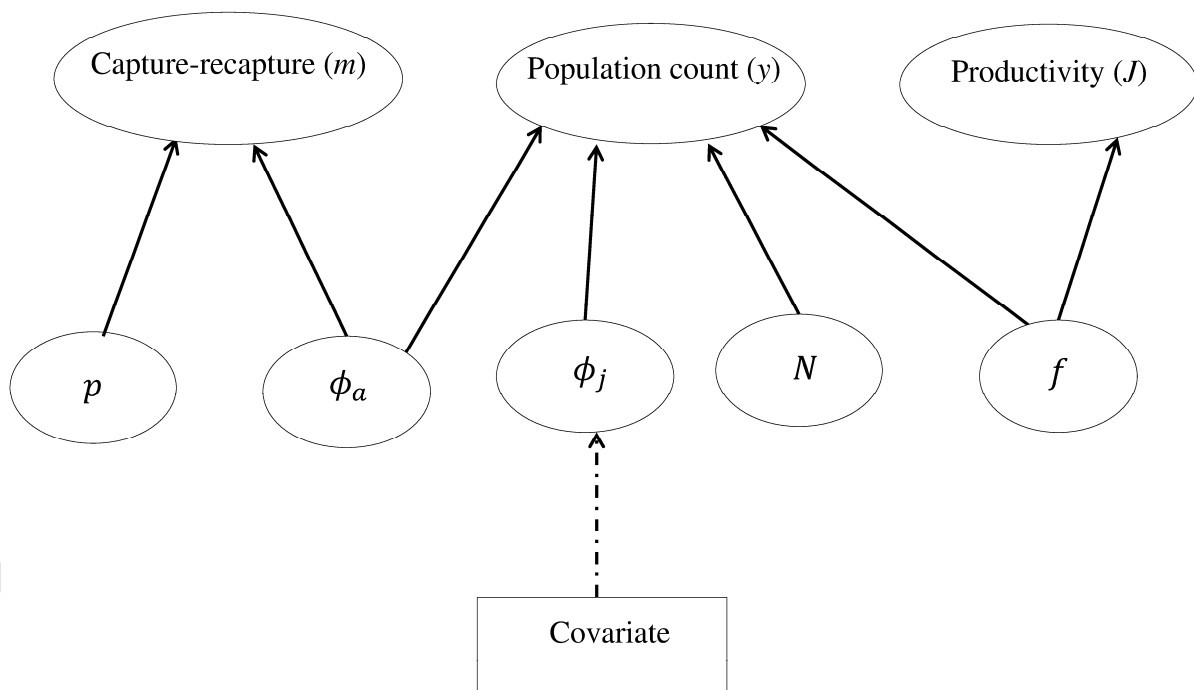 Capture-recapture (m)
Population count (y)
Productivity (J)
p
ϕa
ϕj
N
f
Covariate